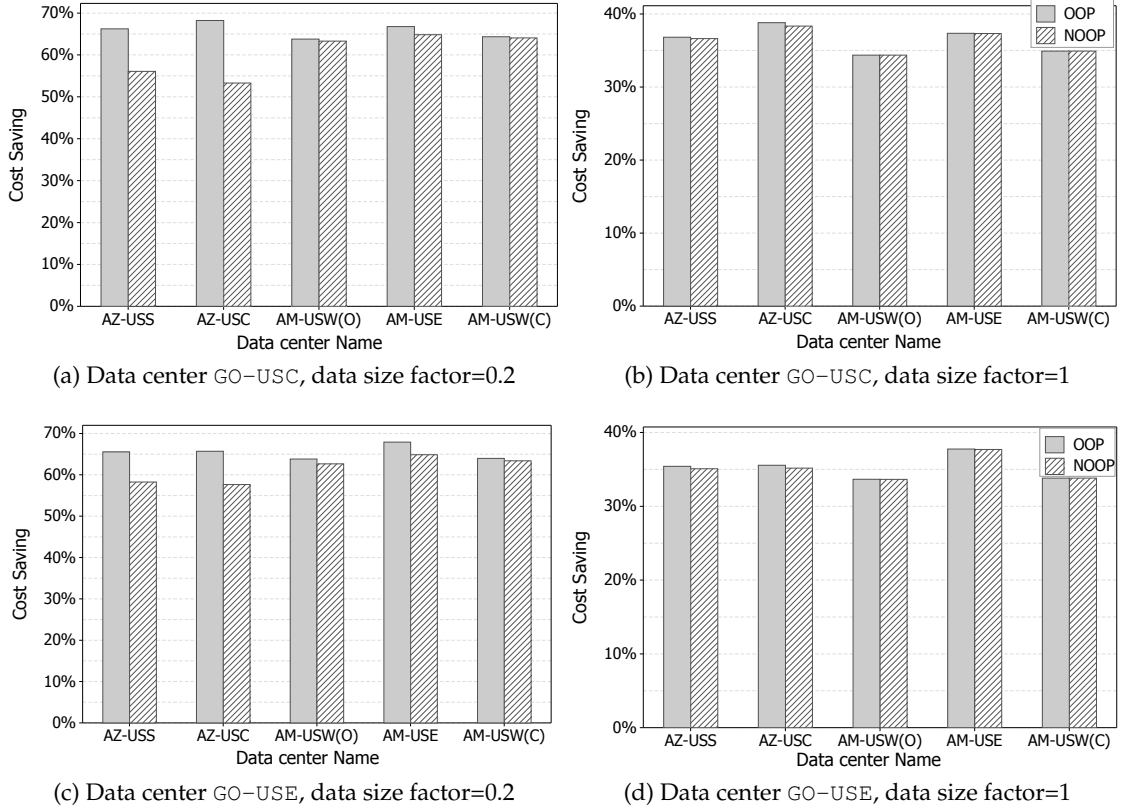 70%
60%
50%
40%
30%
20%
10%
0%
Cost Saving
AZ-USS AZ-USC AM-USW(O) AM-USE AM-USW(C)
Data center Name
(a) Data center GO-USC, data size factor=0.2
40%
30%
20%
10%
0%
Cost Saving
OOP
NOOP
AZ-USS AZ-USC AM-USW(O) AM-USE AM-USW(C)
Data center Name
(b) Data center GO-USC, data size factor=1
70%
60%
50%
40%
30%
20%
10%
0%
Cost Saving
AZ-USS AZ-USC AM-USW(O) AM-USE AM-USW(C)
Data center Name
(c) Data center GO-USE, data size factor=0.2
40%
30%
20%
10%
0%
Cost Saving
OOP
NOOP
AZ-USS AZ-USC AM-USW(O) AM-USE AM-USW(C)
Data center Name
(d) Data center GO-USE, data size factor=1